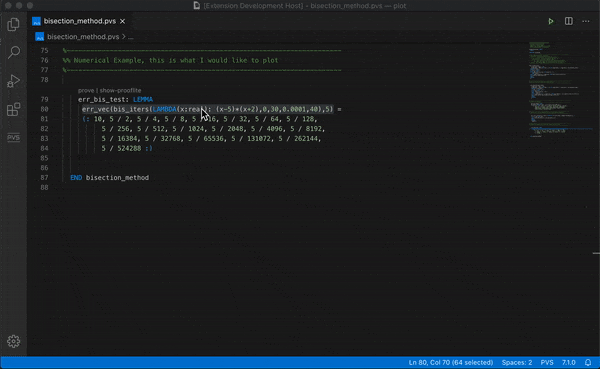 [Extension Development Host] - bisection_method.pvs — plot
bisection_method.pvs
bisection_method.pvs > ...
75 %------------------------------------------------------------------
76 %% Numerical Example, this is what I would like to plot
77 %------------------------------------------------------------------
78
prove | show-prooflite
79 err_bis_test: LEMMA
80 err_vec(bis_iters(LAMBDA(x:real): (x-5)*(x+2),0,30,0.0001,40),5) =
81 (: 10, 5 / 2, 5 / 4, 5 / 8, 5 / 16, 5 / 32, 5 / 64, 5 / 128,
82 5 / 256, 5 / 512, 5 / 1024, 5 / 2048, 5 / 4096, 5 / 8192,
83 5 / 16384, 5 / 32768, 5 / 65536, 5 / 131072, 5 / 262144,
84 5 / 524288 :)
85
86
87 END bisection_method
88
PVS
Ln 80, Col 70 (64 selected) Spaces: 2 PVS 7.1.0